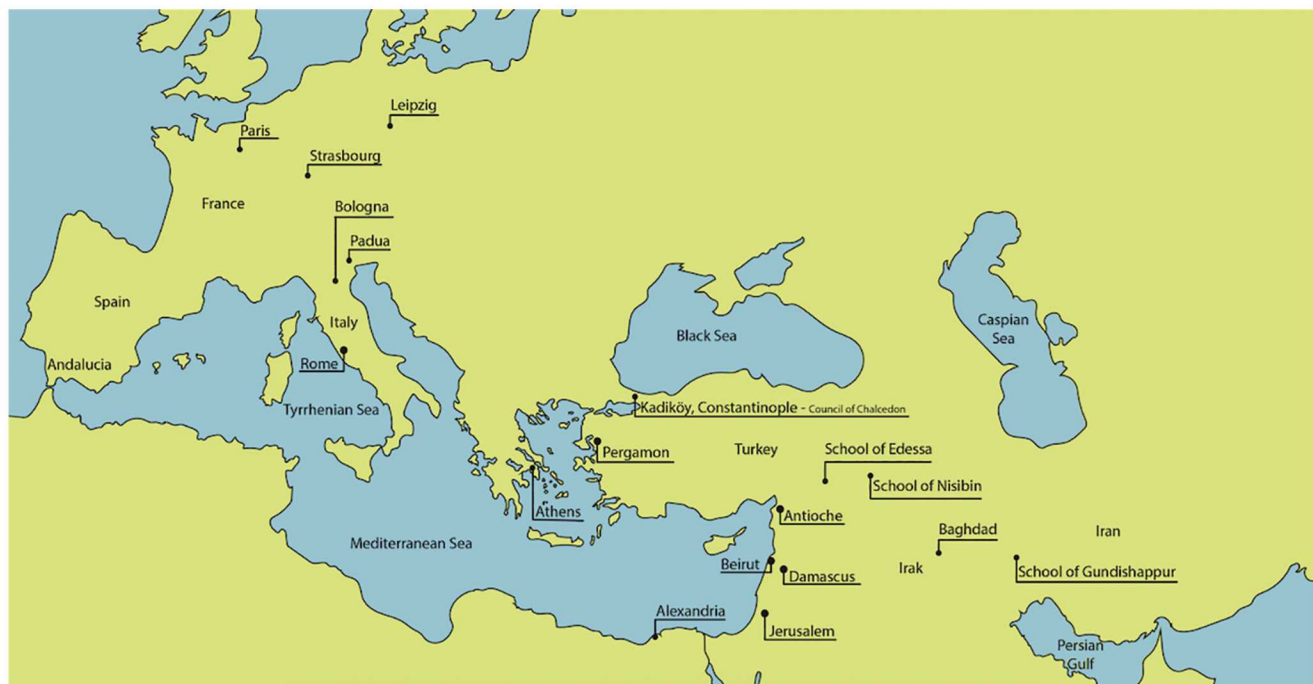 Leipzig
Paris
Strasbourg
France
Bologna
Padua
Spain
Italy
Andalucia
Rome
Tyrrhenian Sea
Black Sea
Caspian
Sea
Kadiköy, Constantinople - Council of Chalcedon
Pergamon
Turkey
School of Edessa
School of Nisibin
Athens
Antioche
Mediterranean Sea
Baghdad
Iran
Beirut
Damascus
Irak
School of Gundishappur
Alexandria
Jerusalem
Persian
Gulf